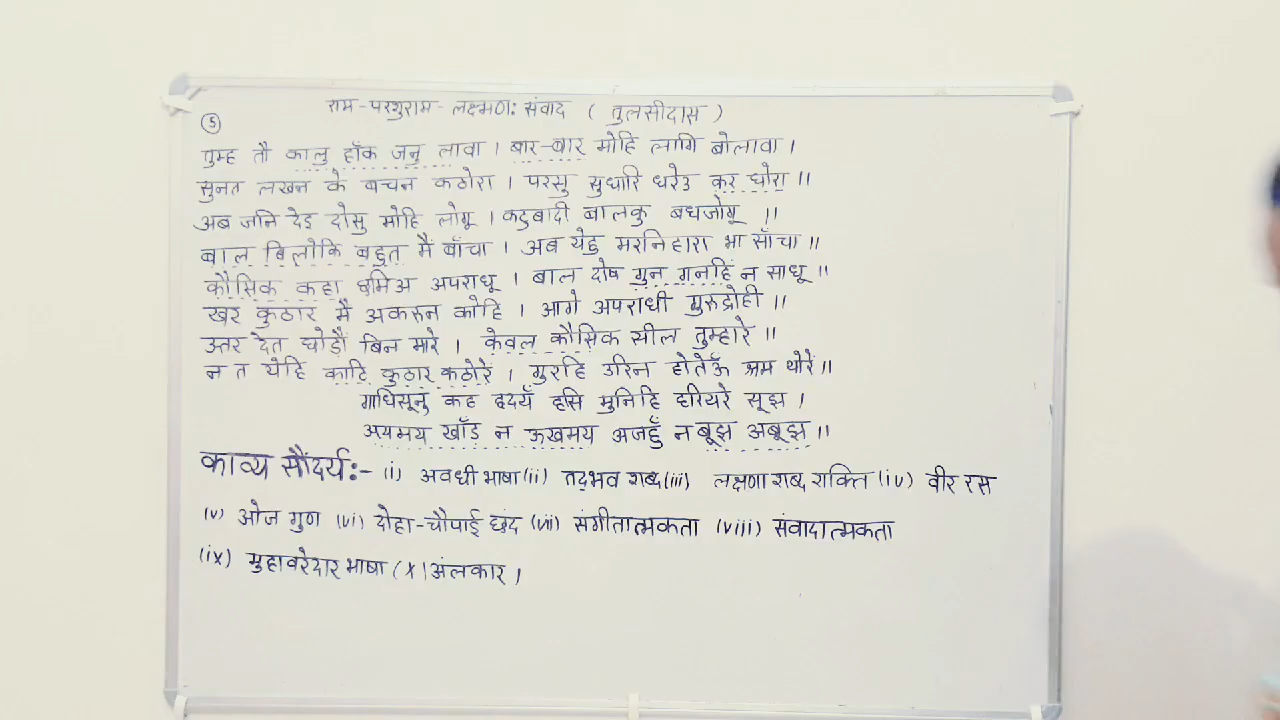 राम-परशुराम- लक्ष्मण: संवाद ( तुलसीदास )
⑤
तुम्ह तौ कालु हाँक जनु लावा । बार-बार मोहि लागि बोलावा ।
सुनत लखन के बचन कठोरा । परसु सुधारि धरेउ कर घोरा ।।
अब जनि देइ दोसु मोहि लोगू । कटुबादी बालकु बधजोगू ।।
बाल बिलोकि बहुत मैं बाँचा । अब येहु मरनिहारा भा साँचा ।।
कौसिक कहा छमिअ अपराधू । बाल दोष गुन गनहिं न साधू ।।
खर कुठार मैं अकरुन कोहि । आगे अपराधी गुरुद्रोही ।।
उत्तर देत छोड़ौं बिन मारे । केवल कौसिक सील तुम्हारे ।।
न त येहि काटि कुठार कठोरें । गुरहि उरिन होतेऊँ श्रम थोरें ।।
गाधिसूनु कह हृदयँ हसि मुनिहि हरियरे सूझ ।
अयमय खाँड न ऊखमय अजहुँ न बूझ अबूझ ।।
काव्य सौंदर्य:- (i) अवधी भाषा (ii) तद्भव शब्द (iii) लक्षणा शब्द शक्ति (iv) वीर रस
(v) ओज गुण (vi) दोहा-चौपाई छंद (vii) संगीतात्मकता (viii) संवादात्मकता
(ix) मुहावरेदार भाषा (x) अंलकार ।